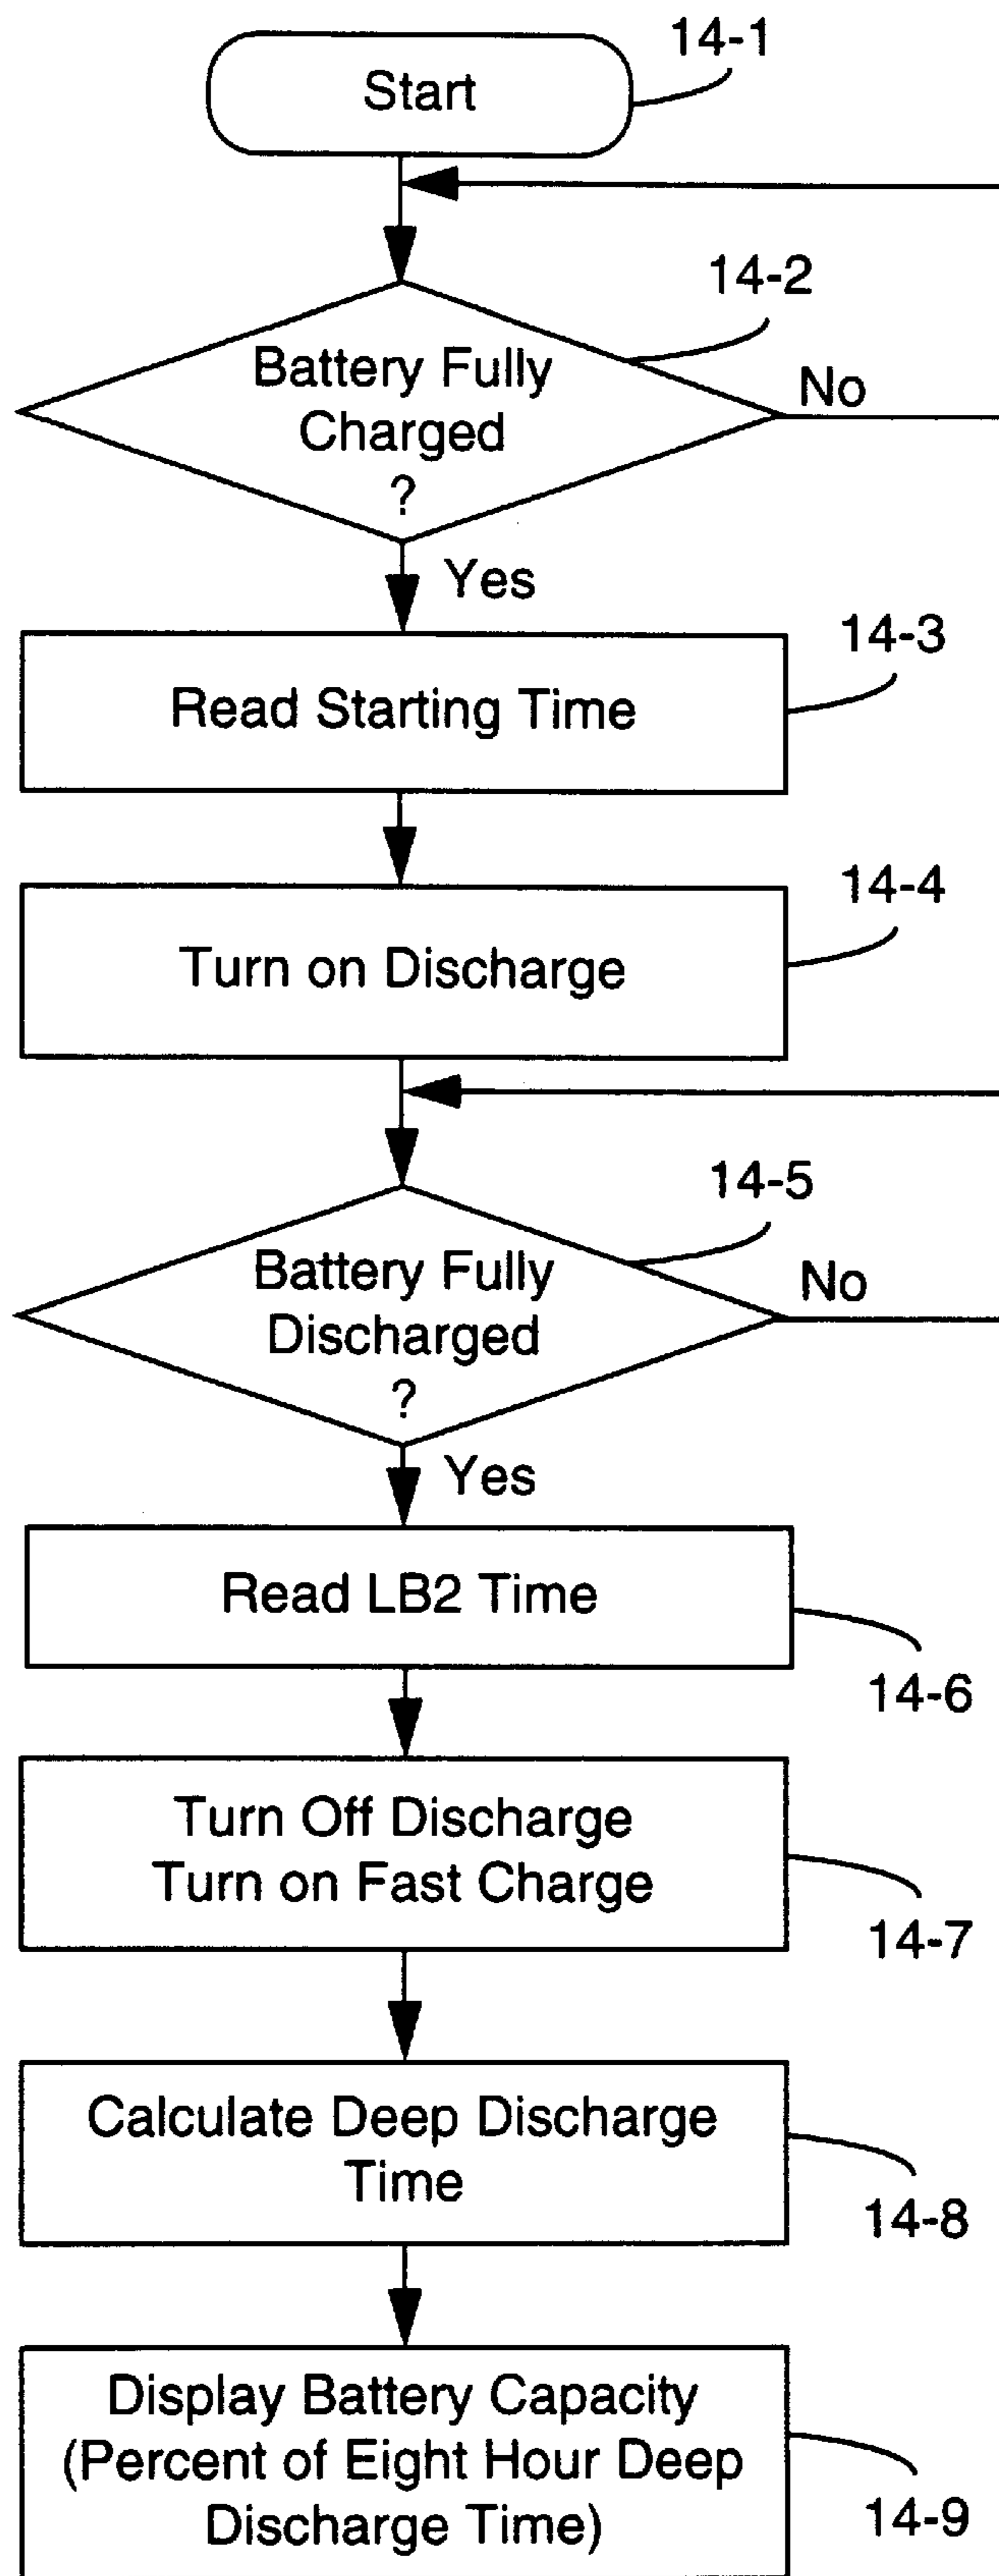 14-1
Start
14-2
Battery Fully
Charged
?
No
Yes
14-3
Read Starting Time
14-4
Turn on Discharge
14-5
Battery Fully
Discharged
?
No
Yes
Read LB2 Time
14-6
Turn Off Discharge
Turn on Fast Charge
14-7
Calculate Deep Discharge
Time
14-8
Display Battery Capacity
(Percent of Eight Hour Deep
Discharge Time)
14-9